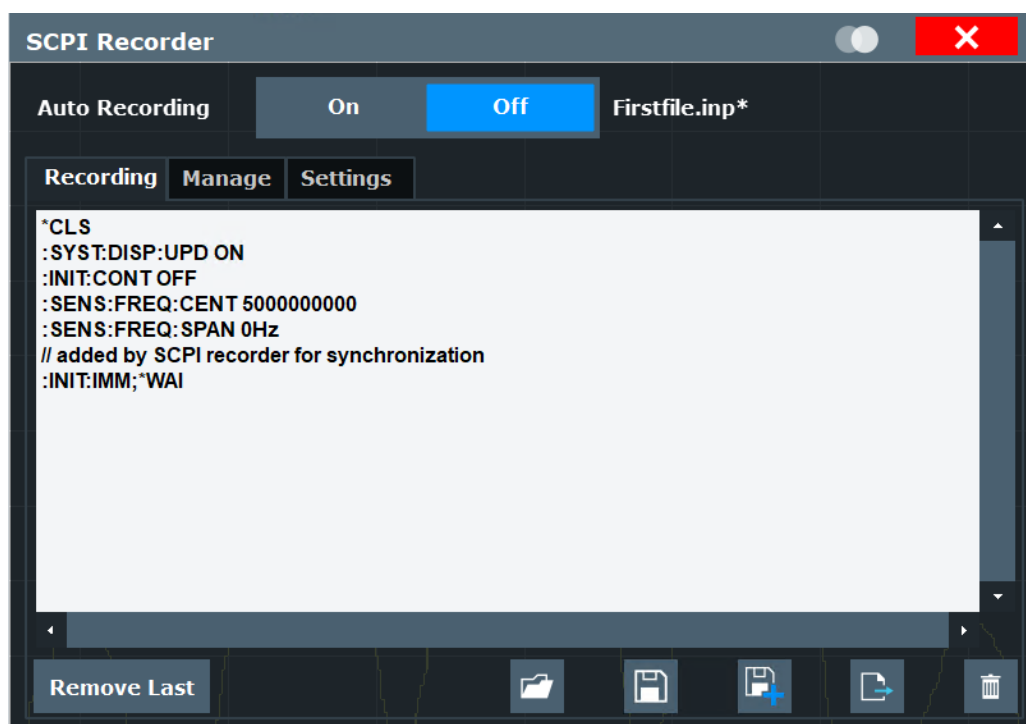 SCPI Recorder
Auto Recording On Off Firstfile.inp*
Recording Manage Settings
*CLS
:SYST:DISP:UPD ON
:INIT:CONT OFF
:SENS:FREQ:CENT 5000000000
:SENS:FREQ:SPAN 0Hz
// added by SCPI recorder for synchronization
:INIT:IMM;*WAI
Remove Last